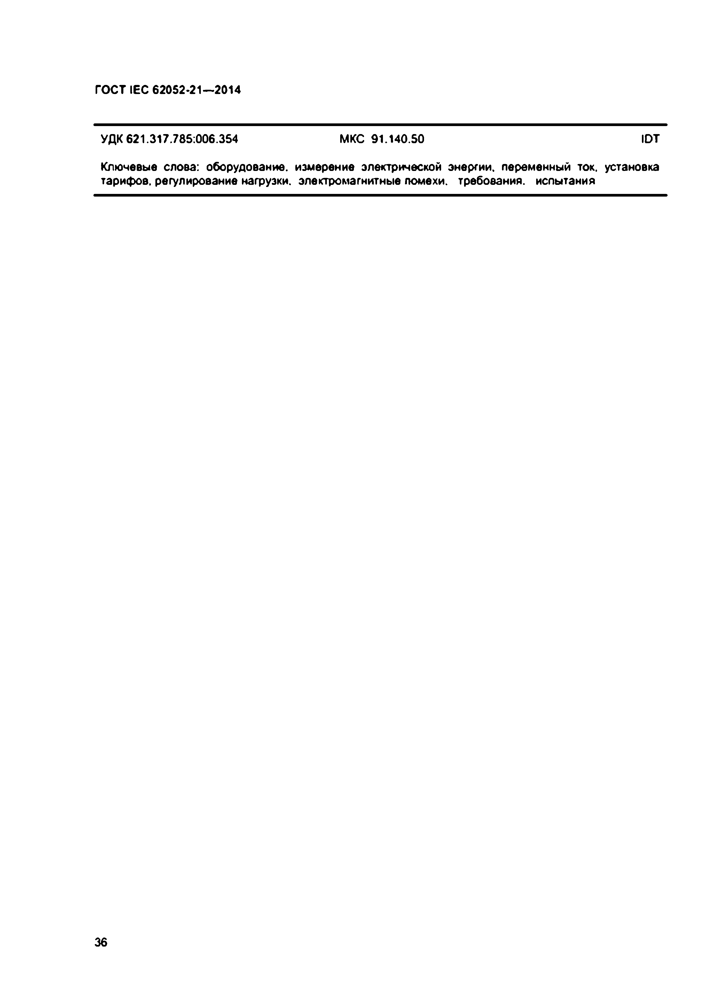 ГОСТ IEC 62052-21—2014
УДК 621.317.785:006.354 МКС 91.140.50 IDT
Ключевые слова: оборудование, измерение электрической энергии, переменный ток, установка
тарифов, регулирование нагрузки, электромагнитные помехи, требования, испытания
36